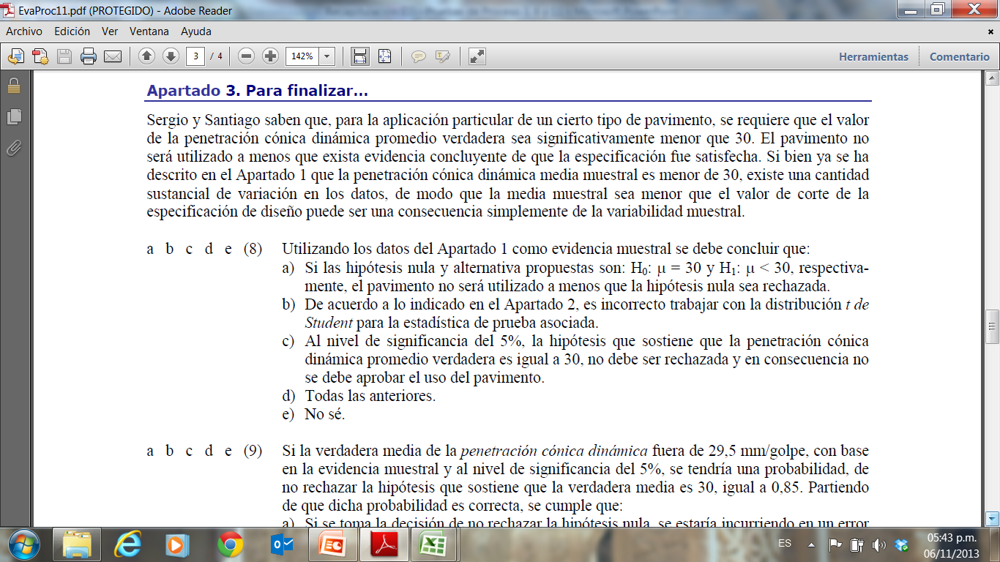 EvaProc11.pdf (PROTEGIDO) - Adobe Reader
Archivo Edición Ver Ventana Ayuda
3 / 4 142% Herramientas Comentario
Apartado 3. Para finalizar...
Sergio y Santiago saben que, para la aplicación particular de un cierto tipo de pavimento, se requiere que el valor
de la penetración cónica dinámica promedio verdadera sea significativamente menor que 30. El pavimento no
será utilizado a menos que exista evidencia concluyente de que la especificación fue satisfecha. Si bien ya se ha
descrito en el Apartado 1 que la penetración cónica dinámica media muestral es menor de 30, existe una cantidad
sustancial de variación en los datos, de modo que la media muestral sea menor que el valor de corte de la
especificación de diseño puede ser una consecuencia simplemente de la variabilidad muestral.
a b c d e (8) Utilizando los datos del Apartado 1 como evidencia muestral se debe concluir que:
a) Si las hipótesis nula y alternativa propuestas son: H₀: μ = 30 y H₁: μ < 30, respectiva-
mente, el pavimento no será utilizado a menos que la hipótesis nula sea rechazada.
b) De acuerdo a lo indicado en el Apartado 2, es incorrecto trabajar con la distribución t de
Student para la estadística de prueba asociada.
c) Al nivel de significancia del 5%, la hipótesis que sostiene que la penetración cónica
dinámica promedio verdadera es igual a 30, no debe ser rechazada y en consecuencia no
se debe aprobar el uso del pavimento.
d) Todas las anteriores.
e) No sé.
a b c d e (9) Si la verdadera media de la penetración cónica dinámica fuera de 29,5 mm/golpe, con base
en la evidencia muestral y al nivel de significancia del 5%, se tendría una probabilidad, de
no rechazar la hipótesis que sostiene que la verdadera media es 30, igual a 0,85. Partiendo
de que dicha probabilidad es correcta, se cumple que:
a) Si se toma la decisión de no rechazar la hipótesis nula, se estaría incurriendo en un error
ES 05:43 p.m.
06/11/2013